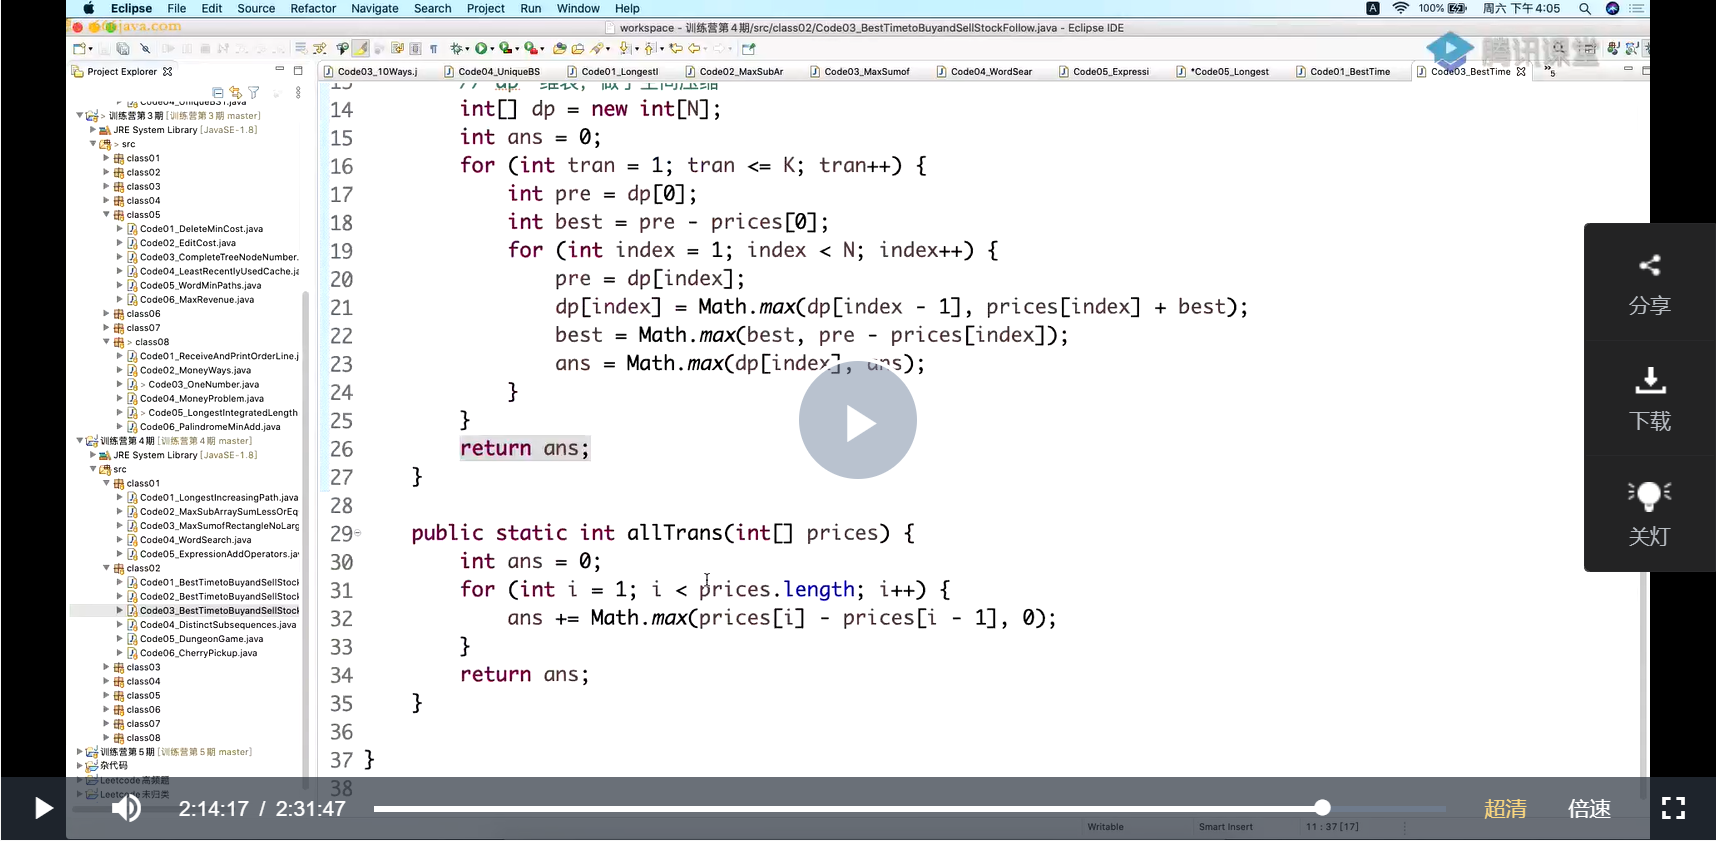 Eclipse File Edit Source Refactor Navigate Search Project Run Window Help 100% 周六 下午4:05
java.com
workspace - 训练营第4期/src/class02/Code03_BestTimetoBuyandSellStockFollow.java - Eclipse IDE
腾讯课堂
Project Explorer
Code03_10Ways.j Code04_UniqueBS Code01_LongestI Code02_MaxSubAr Code03_MaxSumof Code04_WordSear Code05_Expressi *Code05_Longest Code01_BestTime Code03_BestTime 5
Code04_UniqueBST.java
训练营第3期 [训练营第3期 master]
JRE System Library [JavaSE-1.8]
> src
class01
class02
class03
class04
class05
Code01_DeleteMinCost.java
Code02_EditCost.java
Code03_CompleteTreeNodeNumber.
Code04_LeastRecentlyUsedCache.ja
Code05_WordMinPaths.java
Code06_MaxRevenue.java
class06
class07
> class08
Code01_ReceiveAndPrintOrderLine.j
Code02_MoneyWays.java
> Code03_OneNumber.java
Code04_MoneyProblem.java
> Code05_LongestIntegratedLength
Code06_PalindromeMinAdd.java
训练营第4期 [训练营第4期 master]
JRE System Library [JavaSE-1.8]
src
class01
Code01_LongestIncreasingPath.java
Code02_MaxSubArraySumLessOrEq
Code03_MaxSumofRectangleNoLarg
Code04_WordSearch.java
Code05_ExpressionAddOperators.jav
class02
Code01_BestTimetoBuyandSellStock
Code02_BestTimetoBuyandSellStock
Code03_BestTimetoBuyandSellStock
Code04_DistinctSubsequences.java
Code05_DungeonGame.java
Code06_CherryPickup.java
class03
class04
class05
class06
class07
class08
训练营第5期 [训练营第5期 master]
杂代码
Leetcode高频题
Leetcode未归类
14 int[] dp = new int[N];
15 int ans = 0;
16 for (int tran = 1; tran <= K; tran++) {
17 int pre = dp[0];
18 int best = pre - prices[0];
19 for (int index = 1; index < N; index++) {
20 pre = dp[index];
21 dp[index] = Math.max(dp[index - 1], prices[index] + best);
22 best = Math.max(best, pre - prices[index]);
23 ans = Math.max(dp[index], ans);
24 }
25 }
26 return ans;
27 }
28
29 public static int allTrans(int[] prices) {
30 int ans = 0;
31 for (int i = 1; i < prices.length; i++) {
32 ans += Math.max(prices[i] - prices[i - 1], 0);
33 }
34 return ans;
35 }
36
37 }
38
分享
下载
关灯
2:14:17 / 2:31:47 超清 倍速
Writable Smart Insert 11 : 37 [17]